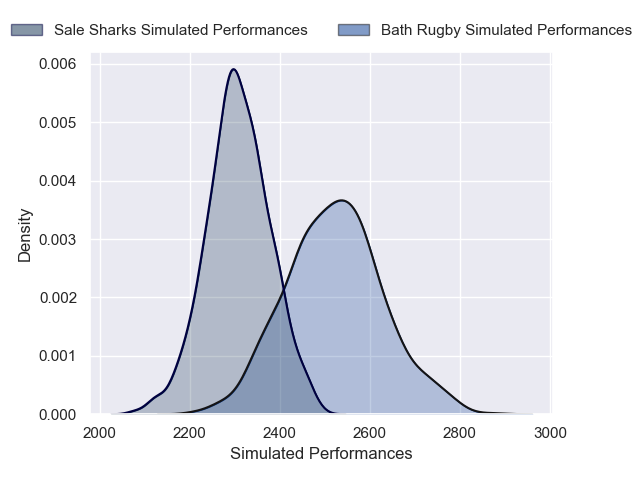 Sale Sharks Simulated Performances
Bath Rugby Simulated Performances
0.006
0.005
0.004
0.003
0.002
0.001
0.000
Density
2000 2200 2400 2600 2800 3000
Simulated Performances